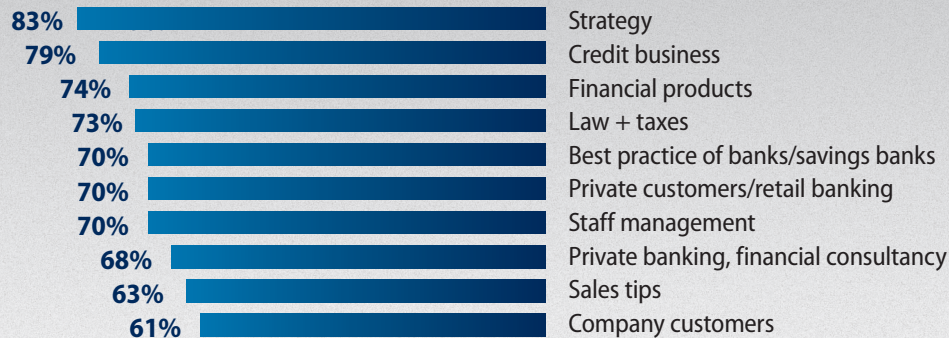 83% Strategy
79% Credit business
74% Financial products
73% Law + taxes
70% Best practice of banks/savings banks
70% Private customers/retail banking
70% Staff management
68% Private banking, financial consultancy
63% Sales tips
61% Company customers